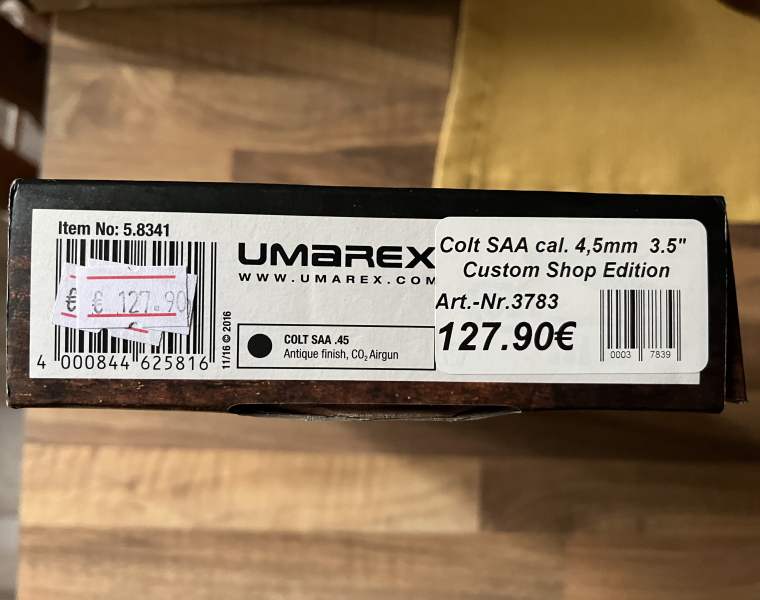 Item No: 5.8341
€ € 127.90
4 000844 625816
11/16 © 2016
UMAREX
WWW.UMAREX.COM
COLT SAA .45
Antique finish, CO₂ Airgun
Colt SAA cal. 4,5mm 3.5"
Custom Shop Edition
Art.-Nr.3783
127.90€
0003 7839